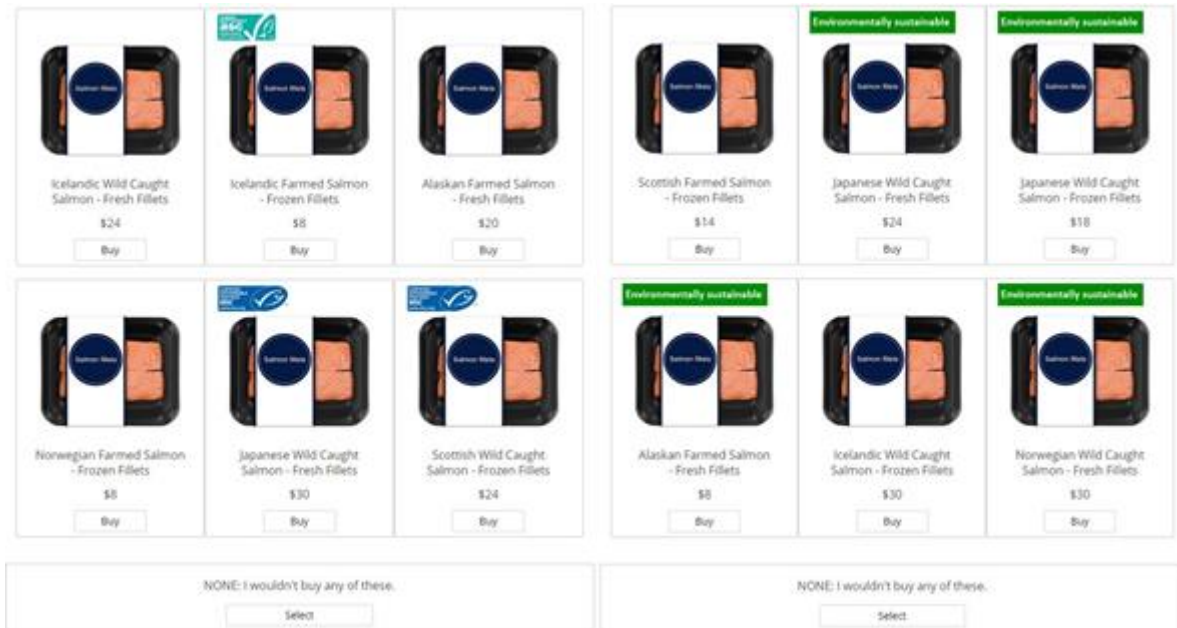 Icelandic Wild Caught
Salmon - Fresh Fillets
$24
Buy
asc
Icelandic Farmed Salmon
- Frozen Fillets
$8
Buy
Alaskan Farmed Salmon
- Fresh Fillets
$20
Buy
Norwegian Farmed Salmon
- Frozen Fillets
$8
Buy
Japanese Wild Caught
Salmon - Fresh Fillets
$30
Buy
Scottish Wild Caught
Salmon - Frozen Fillets
$24
Buy
NONE: I wouldn't buy any of these.
Select
Scottish Farmed Salmon
- Frozen Fillets
$14
Buy
Environmentally sustainable
Japanese Wild Caught
Salmon - Fresh Fillets
$24
Buy
Environmentally sustainable
Japanese Wild Caught
Salmon - Frozen Fillets
$18
Buy
Environmentally sustainable
Alaskan Farmed Salmon
- Fresh Fillets
$8
Buy
Icelandic Wild Caught
Salmon - Frozen Fillets
$30
Buy
Environmentally sustainable
Norwegian Wild Caught
Salmon - Frozen Fillets
$30
Buy
NONE: I wouldn't buy any of these.
Select